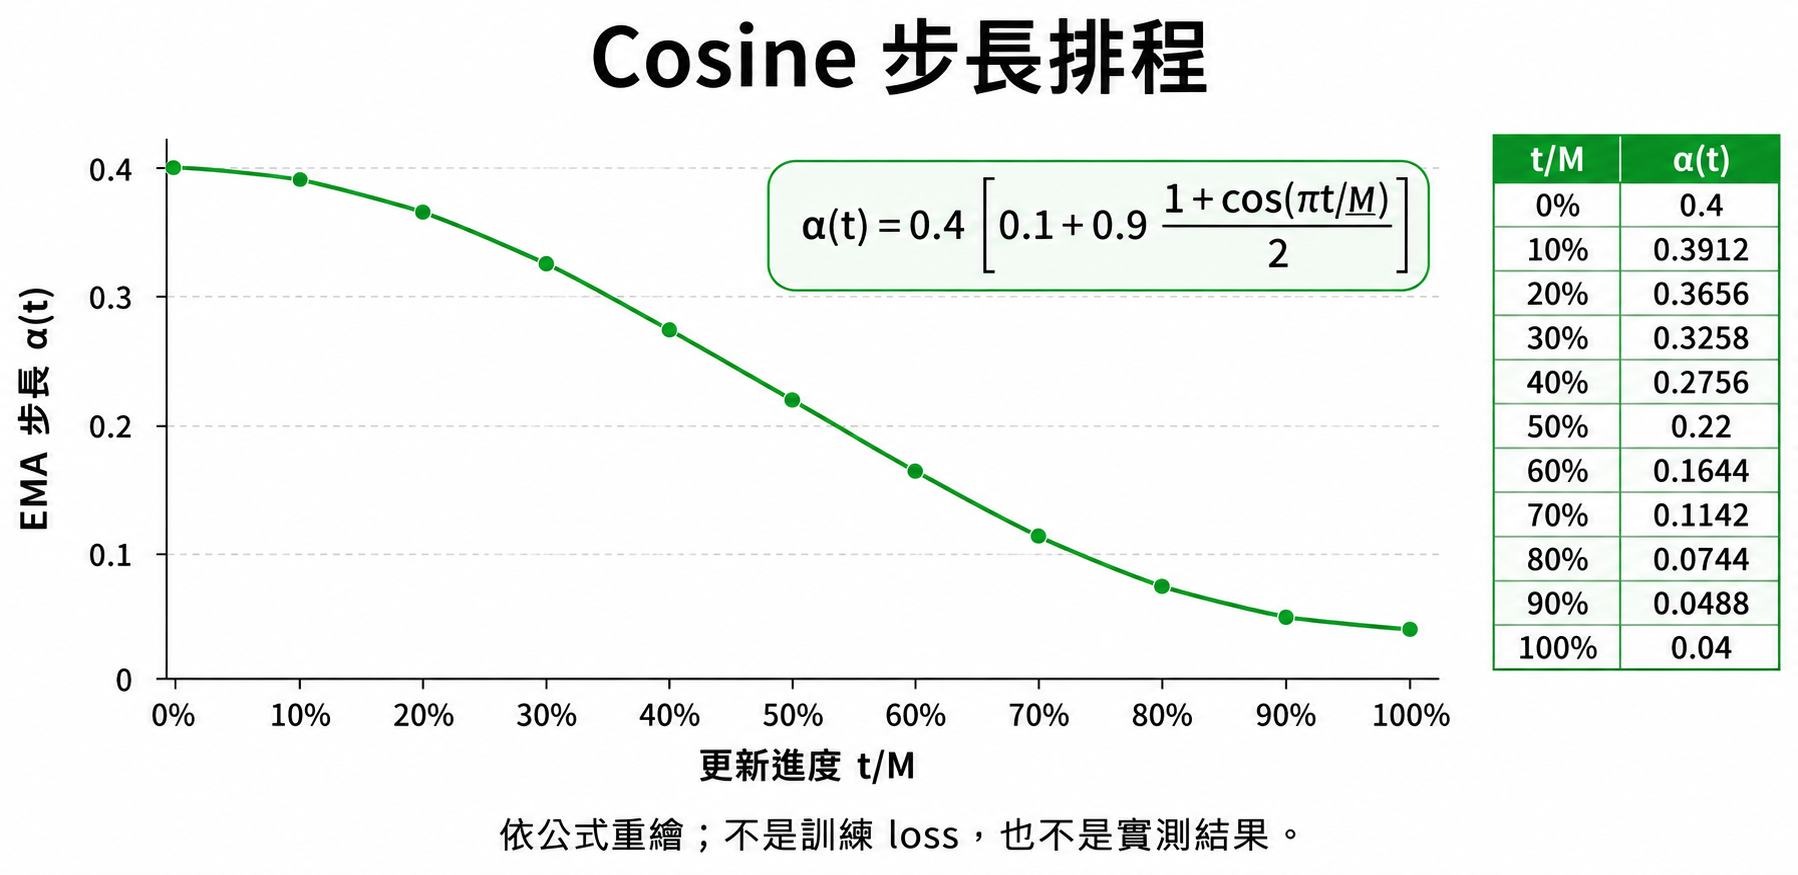 Cosine 步長排程
EMA 步長 α(t)
0.4
0.3
0.2
0.1
0
α(t) = 0.4 [0.1 + 0.9 (1 + cos(πt/M))/2]
0% 10% 20% 30% 40% 50% 60% 70% 80% 90% 100%
更新進度 t/M
t/M α(t)
0% 0.4
10% 0.3912
20% 0.3656
30% 0.3258
40% 0.2756
50% 0.22
60% 0.1644
70% 0.1142
80% 0.0744
90% 0.0488
100% 0.04
依公式重繪；不是訓練 loss，也不是實測結果。